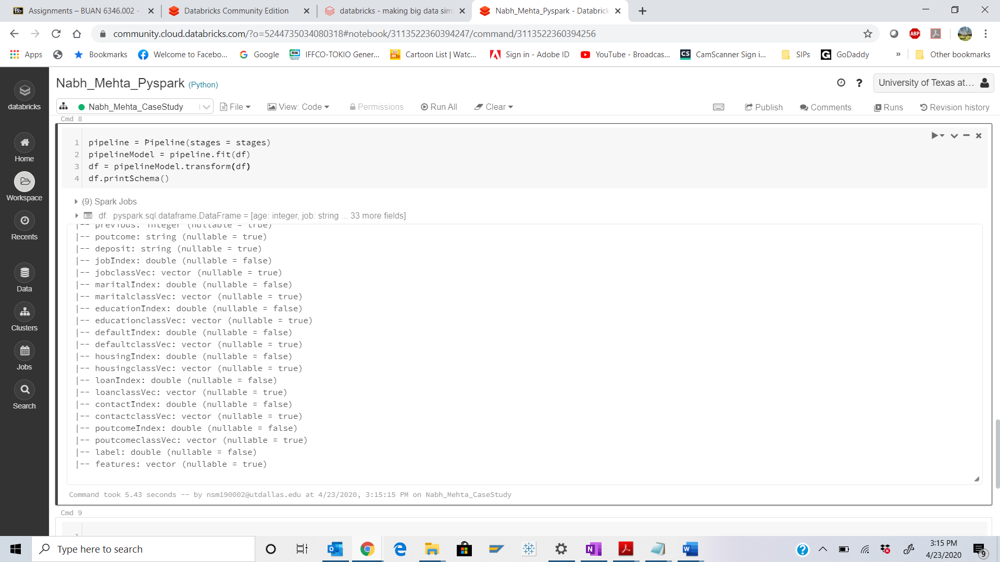 Assignments – BUAN 6346.002 -
Databricks Community Edition
databricks - making big data sim
Nabh_Mehta_Pyspark - Databrick
community.cloud.databricks.com/?o=5244735034080318#notebook/3113522360394247/command/3113522360394256
ABP
Apps
Bookmarks
Welcome to Facebo...
Google
IFFCO-TOKIO Gener...
Cartoon List | Watc...
Sign in - Adobe ID
YouTube - Broadcas...
CS
CamScanner Sign i...
SIPs
GoDaddy
»
Other bookmarks
Nabh_Mehta_Pyspark (Python)
University of Texas at...
Nabh_Mehta_CaseStudy
File
View: Code
Permissions
Run All
Clear
Publish
Comments
Runs
Revision history
databricks
Home
Workspace
Recents
Data
Clusters
Jobs
Search
Cmd 8
1 pipeline = Pipeline(stages = stages)
2 pipelineModel = pipeline.fit(df)
3 df = pipelineModel.transform(df)
4 df.printSchema()
(9) Spark Jobs
df: pyspark.sql.dataframe.DataFrame = [age: integer, job: string ... 33 more fields]
|-- previous: integer (nullable = true)
|-- poutcome: string (nullable = true)
|-- deposit: string (nullable = true)
|-- jobIndex: double (nullable = false)
|-- jobclassVec: vector (nullable = true)
|-- maritalIndex: double (nullable = false)
|-- maritalclassVec: vector (nullable = true)
|-- educationIndex: double (nullable = false)
|-- educationclassVec: vector (nullable = true)
|-- defaultIndex: double (nullable = false)
|-- defaultclassVec: vector (nullable = true)
|-- housingIndex: double (nullable = false)
|-- housingclassVec: vector (nullable = true)
|-- loanIndex: double (nullable = false)
|-- loanclassVec: vector (nullable = true)
|-- contactIndex: double (nullable = false)
|-- contactclassVec: vector (nullable = true)
|-- poutcomeIndex: double (nullable = false)
|-- poutcomeclassVec: vector (nullable = true)
|-- label: double (nullable = false)
|-- features: vector (nullable = true)
Command took 5.43 seconds -- by nsm190002@utdallas.edu at 4/23/2020, 3:15:15 PM on Nabh_Mehta_CaseStudy
Cmd 9
1
Type here to search
3:15 PM
4/23/2020
9